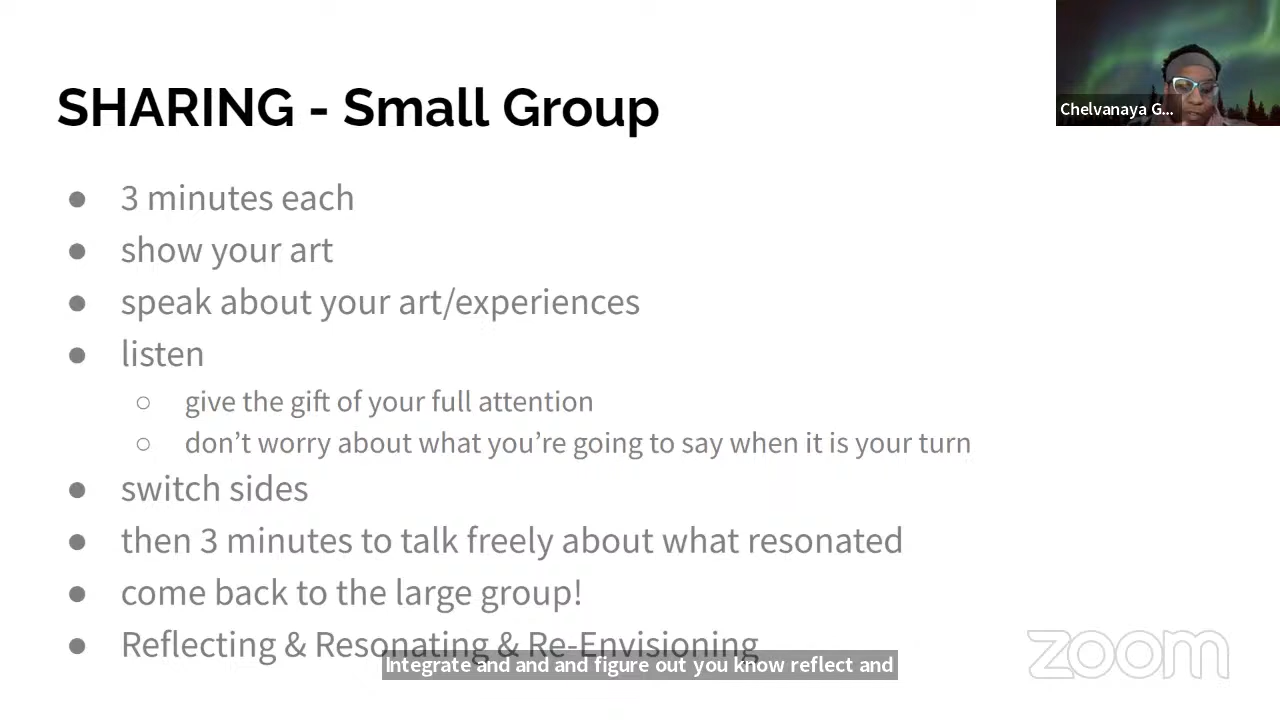 SHARING - Small Group
Chelvanaya G...
● 3 minutes each
● show your art
● speak about your art/experiences
● listen
○ give the gift of your full attention
○ don’t worry about what you’re going to say when it is your turn
● switch sides
● then 3 minutes to talk freely about what resonated
● come back to the large group!
● Reflecting & Resonating & Re-Envisioning
Integrate and and and figure out you know reflect and
zoom